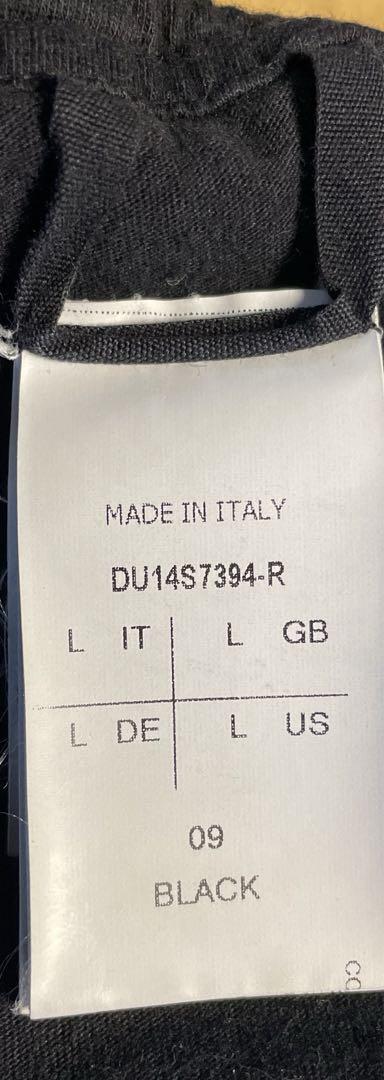 MADE IN ITALY
DU14S7394-R
L IT L GB
L DE L US
09
BLACK